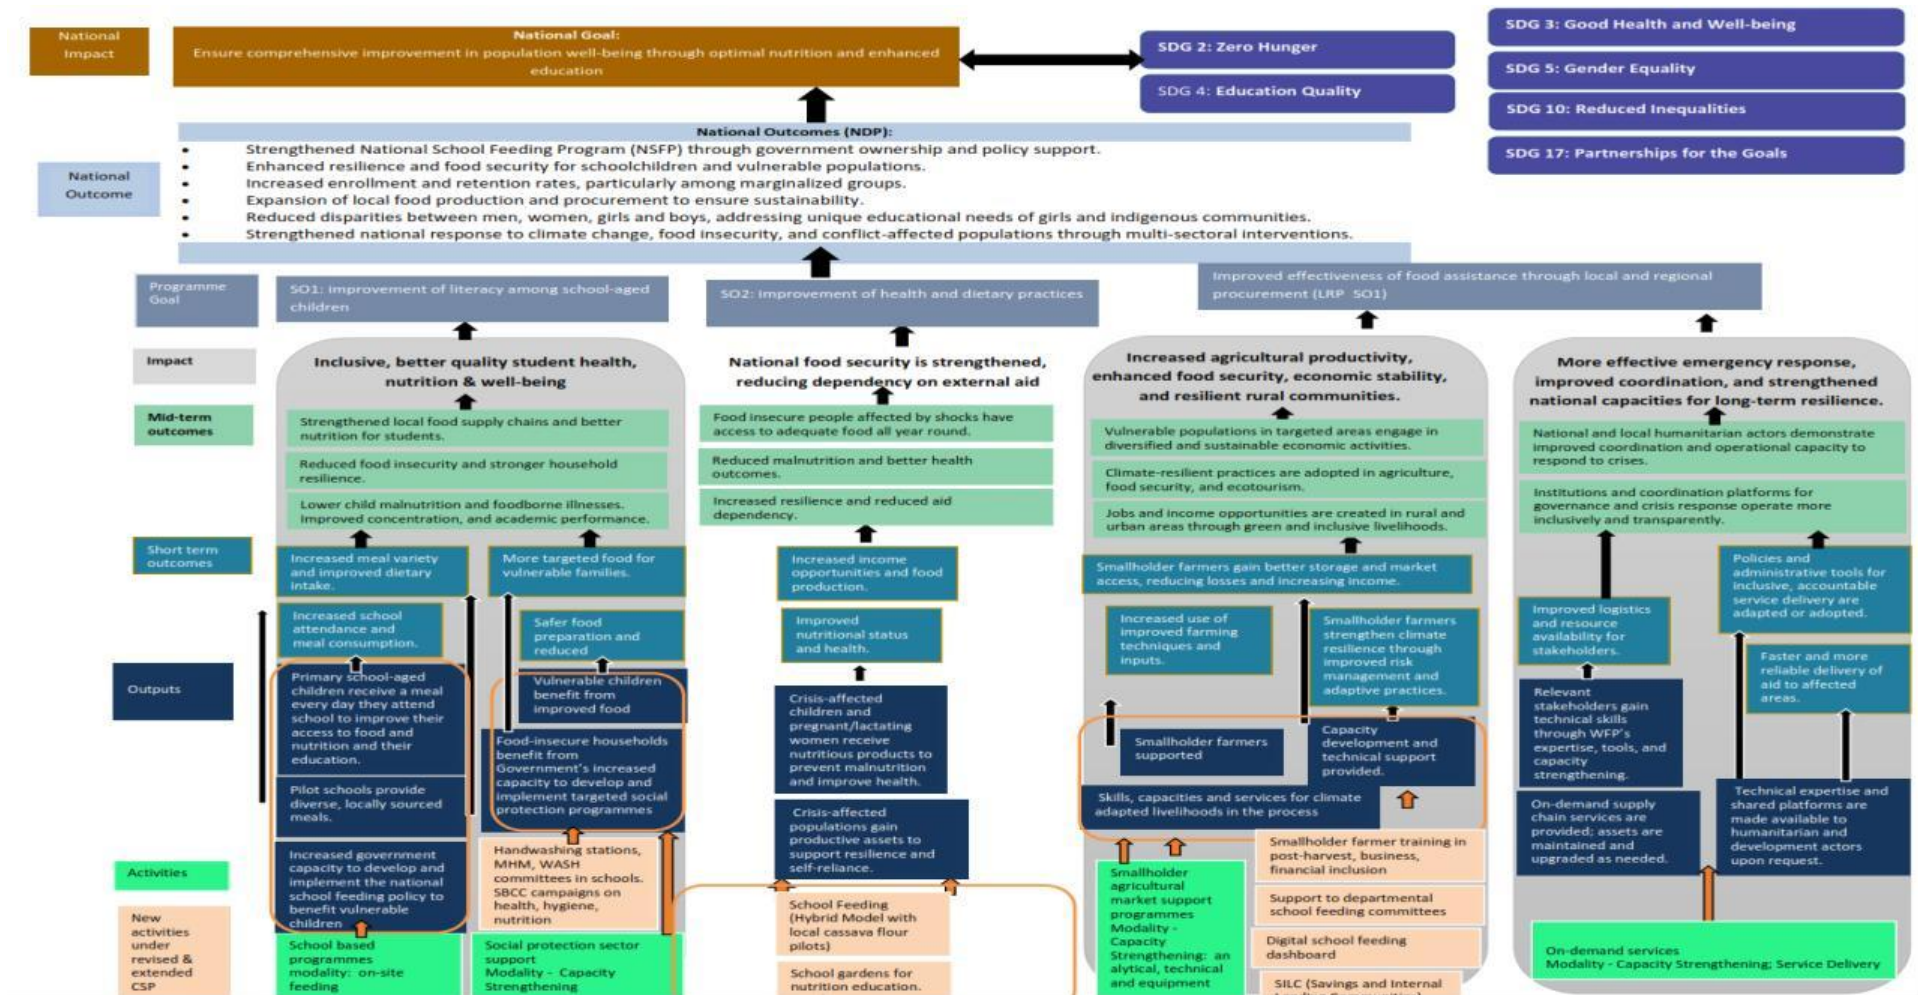 National
Impact
National Goal:
Ensure comprehensive improvement in population well-being through optimal nutrition and enhanced
education
SDG 2: Zero Hunger
SDG 4: Education Quality
SDG 3: Good Health and Well-being
SDG 5: Gender Equality
SDG 10: Reduced Inequalities
SDG 17: Partnerships for the Goals
National
Outcome
National Outcomes (NDP):
• Strengthened National School Feeding Program (NSFP) through government ownership and policy support.
• Enhanced resilience and food security for schoolchildren and vulnerable populations.
• Increased enrollment and retention rates, particularly among marginalized groups.
• Expansion of local food production and procurement to ensure sustainability.
• Reduced disparities between men, women, girls and boys, addressing unique educational needs of girls and indigenous communities.
• Strengthened national response to climate change, food insecurity, and conflict-affected populations through multi-sectoral interventions.
Programme
Goal
SO1: improvement of literacy among school-aged
children
SO2: improvement of health and dietary practices
Improved effectiveness of food assistance through local and regional
procurement (LRP SO1)
Impact
Inclusive, better quality student health,
nutrition & well-being
National food security is strengthened,
reducing dependency on external aid
Increased agricultural productivity,
enhanced food security, economic stability,
and resilient rural communities.
More effective emergency response,
improved coordination, and strengthened
national capacities for long-term resilience.
Mid-term
outcomes
Strengthened local food supply chains and better
nutrition for students.
Reduced food insecurity and stronger household
resilience.
Lower child malnutrition and foodborne illnesses.
Improved concentration, and academic performance.
Food insecure people affected by shocks have
access to adequate food all year round.
Reduced malnutrition and better health
outcomes.
Increased resilience and reduced aid
dependency.
Vulnerable populations in targeted areas engage in
diversified and sustainable economic activities.
Climate-resilient practices are adopted in agriculture,
food security, and ecotourism.
Jobs and income opportunities are created in rural and
urban areas through green and inclusive livelihoods.
National and local humanitarian actors demonstrate
improved coordination and operational capacity to
respond to crises.
Institutions and coordination platforms for
governance and crisis response operate more
inclusively and transparently.
Short term
outcomes
Increased meal variety
and improved dietary
intake.
More targeted food for
vulnerable families.
Increased school
attendance and
meal consumption.
Safer food
preparation and
reduced
Increased income
opportunities and food
production.
Improved
nutritional status
and health.
Smallholder farmers gain better storage and market
access, reducing losses and increasing income.
Increased use of
improved farming
techniques and
inputs.
Smallholder farmers
strengthen climate
resilience through
improved risk
management and
adaptive practices.
Improved logistics
and resource
availability for
stakeholders.
Policies and
administrative tools for
inclusive, accountable
service delivery are
adapted or adopted.
Faster and more
reliable delivery of
aid to affected
areas.
Outputs
Primary school-aged
children receive a meal
every day they attend
school to improve their
access to food and
nutrition and their
education.
Pilot schools provide
diverse, locally sourced
meals.
Increased government
capacity to develop and
implement the national
school feeding policy to
benefit vulnerable
children
Vulnerable children
benefit from
improved food
Food-insecure households
benefit from
Government's increased
capacity to develop and
implement targeted social
protection programmes
Crisis-affected
children and
pregnant/lactating
women receive
nutritious products to
prevent malnutrition
and improve health.
Crisis-affected
populations gain
productive assets to
support resilience and
self-reliance.
Smallholder farmers
supported
Capacity
development and
technical support
provided.
Skills, capacities and services for climate
adapted livelihoods in the process
Relevant
stakeholders gain
technical skills
through WFP's
expertise, tools, and
capacity
strengthening.
On-demand supply
chain services are
provided; assets are
maintained and
upgraded as needed.
Technical expertise and
shared platforms are
made available to
humanitarian and
development actors
upon request.
Activities
New
activities
under
revised &
extended
CSP
School based
programmes
modality: on-site
feeding
Handwashing stations,
MHM, WASH
committees in schools.
SBCC campaigns on
health, hygiene,
nutrition
Social protection sector
support
Modality - Capacity
Strengthening
School Feeding
(Hybrid Model with
local cassava flour
pilots)
School gardens for
nutrition education.
Smallholder
agricultural
market support
programmes
Modality -
Capacity
Strengthening: an
alytical, technical
and equipment
Smallholder farmer training in
post-harvest, business,
financial inclusion
Support to departmental
school feeding committees
Digital school feeding
dashboard
SILC (Savings and Internal
On-demand services
Modality - Capacity Strengthening; Service Delivery